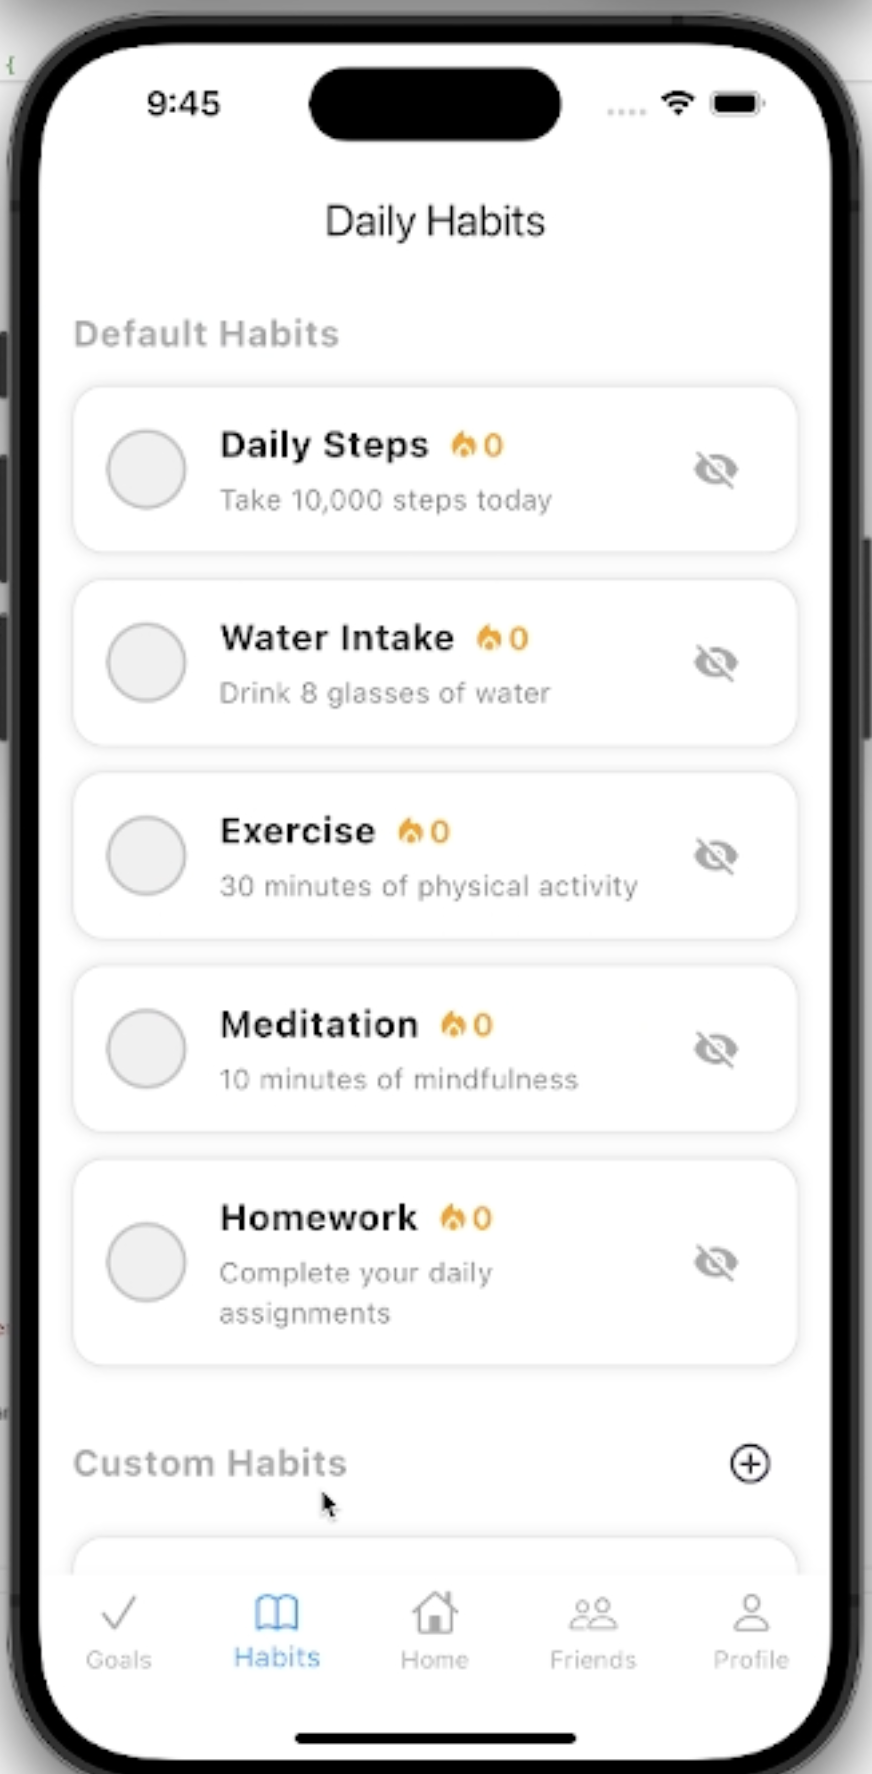 {
9:45
Daily Habits
Default Habits
Daily Steps 0
Take 10,000 steps today
Water Intake 0
Drink 8 glasses of water
Exercise 0
30 minutes of physical activity
Meditation 0
10 minutes of mindfulness
Homework 0
Complete your daily
assignments
Custom Habits
Goals
Habits
Home
Friends
Profile